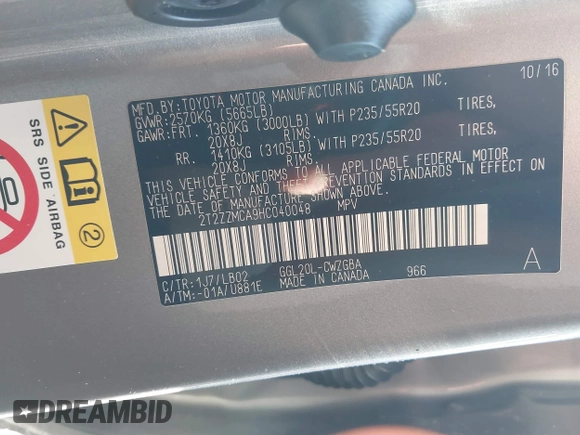 MFD.BY:TOYOTA MOTOR MANUFACTURING CANADA INC. 10/16
GVWR:2570KG (5665LB)
GAWR:FRT. 1360KG (3000LB) WITH P235/55R20 TIRES,
20X8J RIMS
RR. 1410KG (3105LB) WITH P235/55R20 TIRES,
20X8J RIMS
THIS VEHICLE CONFORMS TO ALL APPLICABLE FEDERAL MOTOR
VEHICLE SAFETY AND THEFT PREVENTION STANDARDS IN EFFECT ON
THE DATE OF MANUFACTURE SHOWN ABOVE.
2T2ZZMCA9HC040048 MPV
C/TR:1J7/LB02 GGL20L-CWZGBA A
A/TM:-01A/U881E MADE IN CANADA 966
SRS SIDE AIRBAG
2
DREAMBID